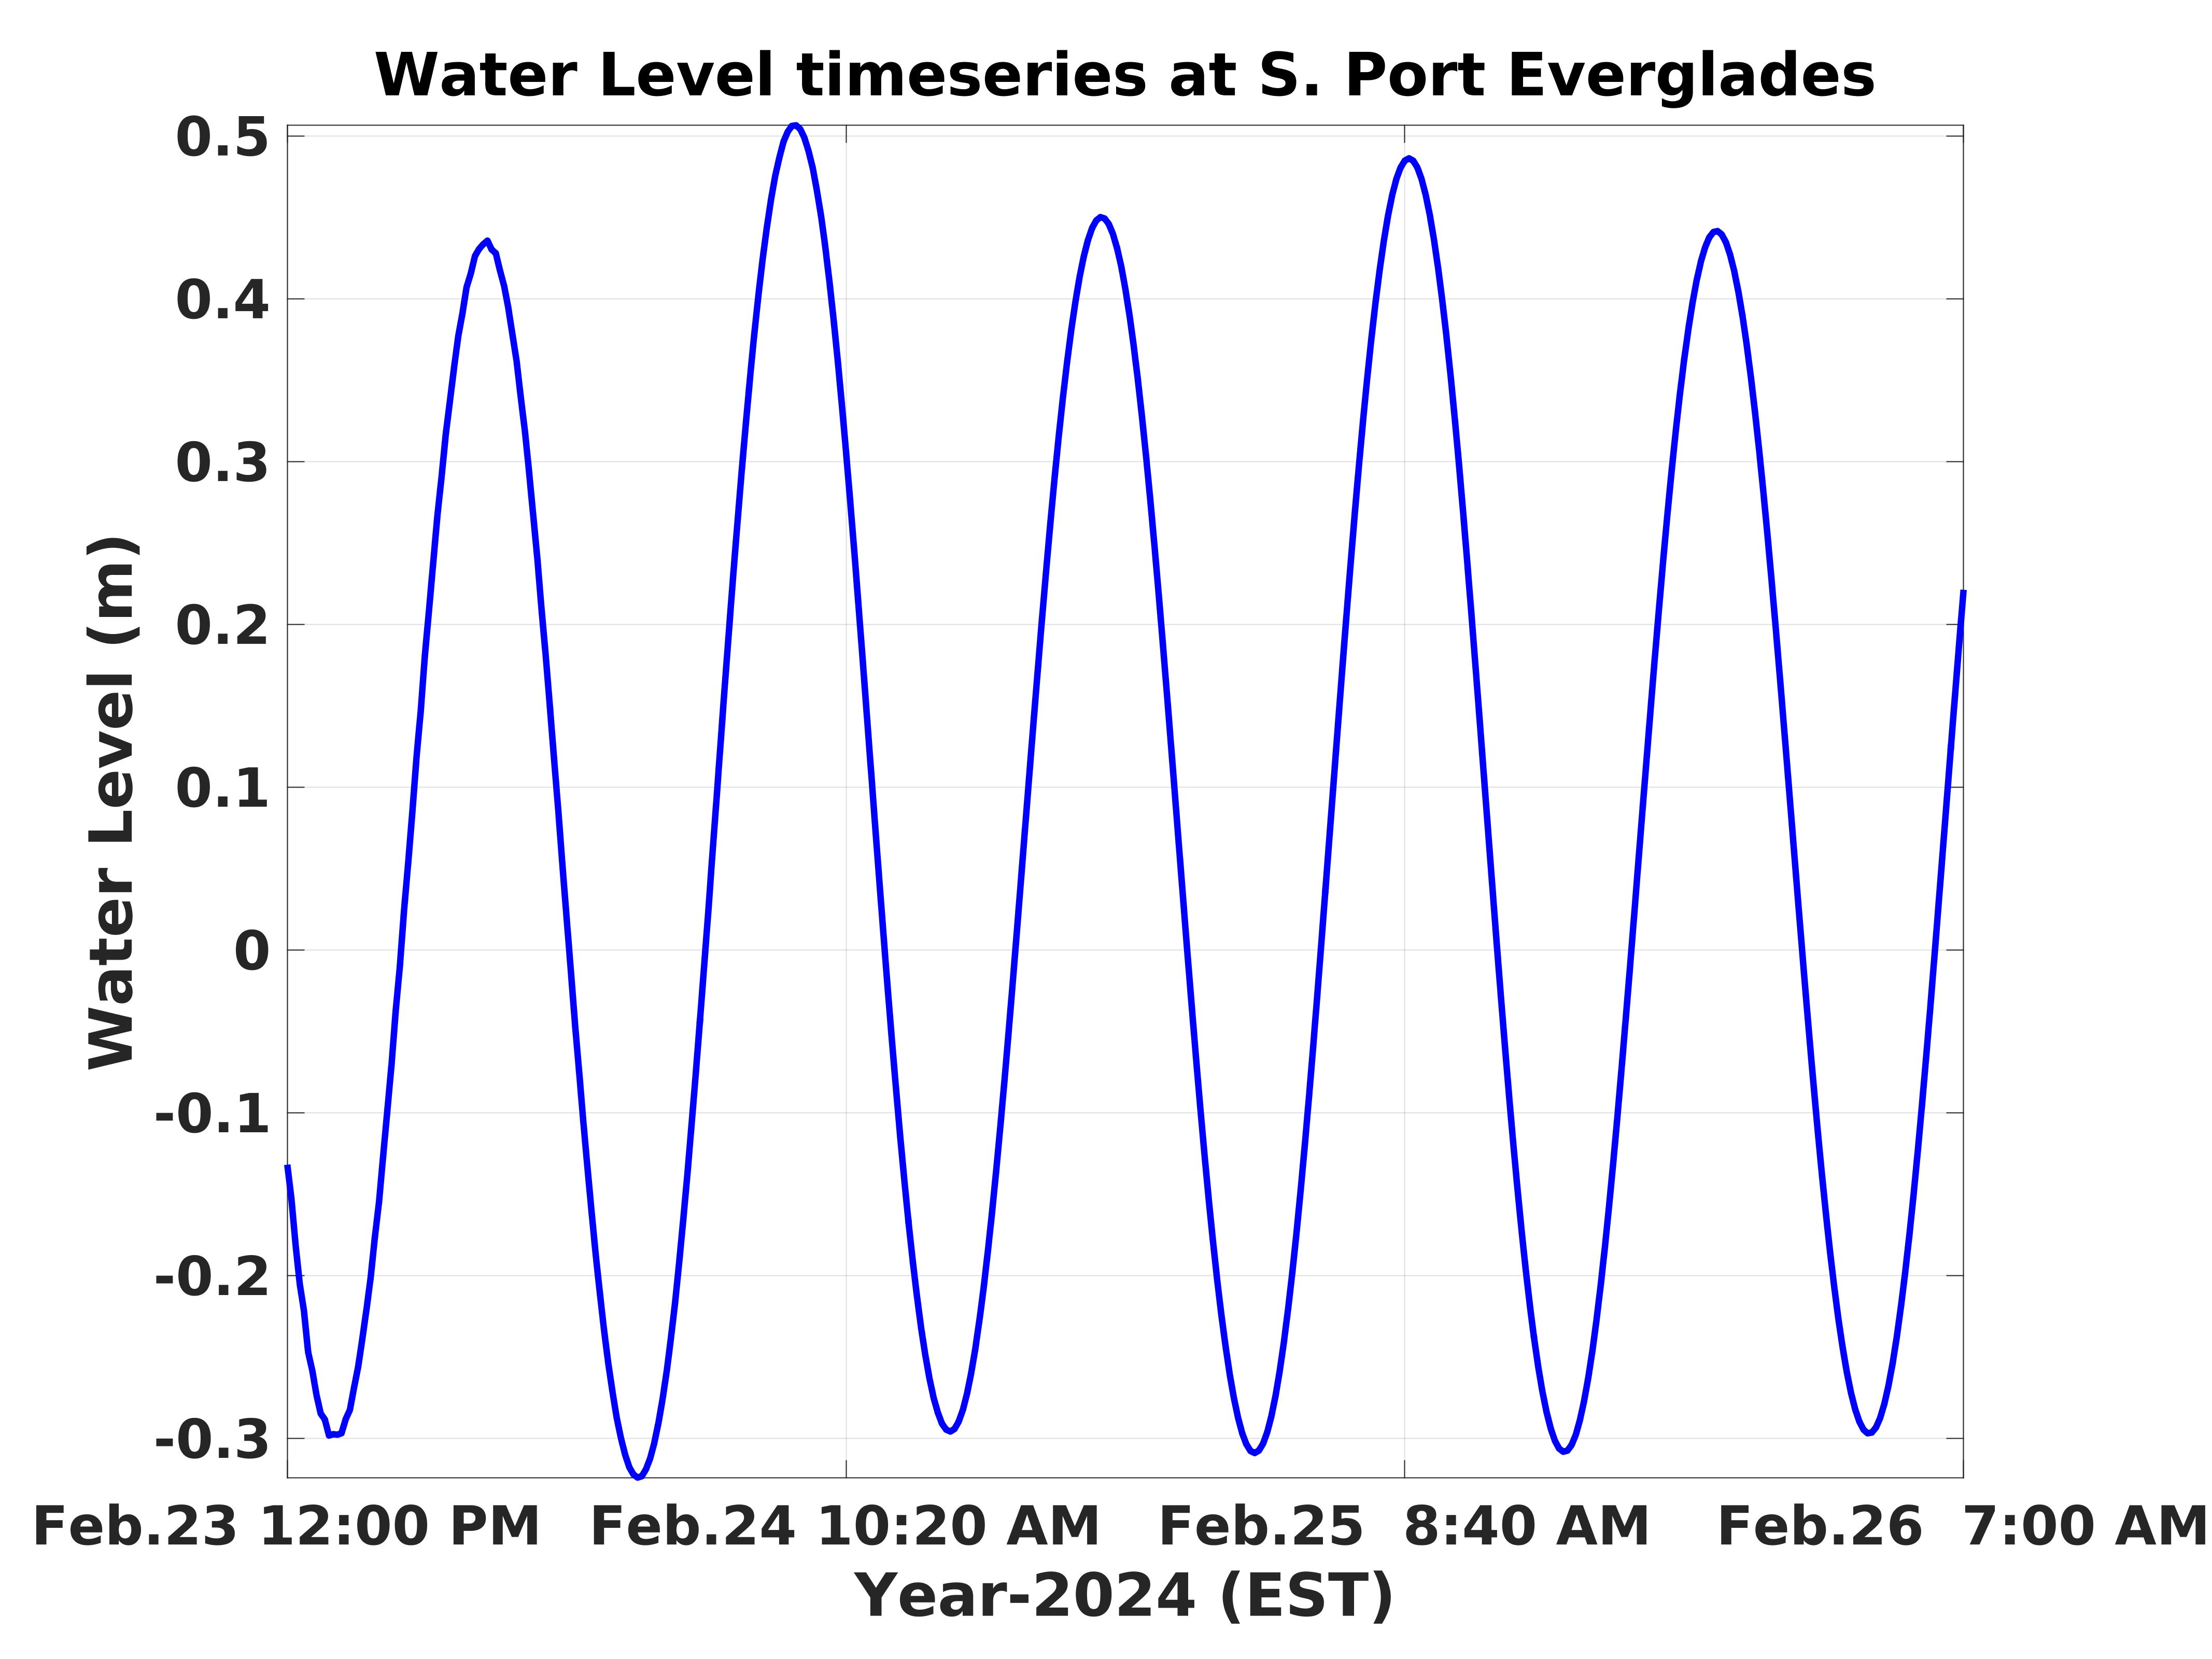 Water Level timeseries at S. Port Everglades
0.5
0.4
0.3
0.2
0.1
0
-0.1
-0.2
-0.3
Water Level (m)
Feb.23 12:00 PM Feb.24 10:20 AM Feb.25 8:40 AM Feb.26 7:00 AM
Year-2024 (EST)